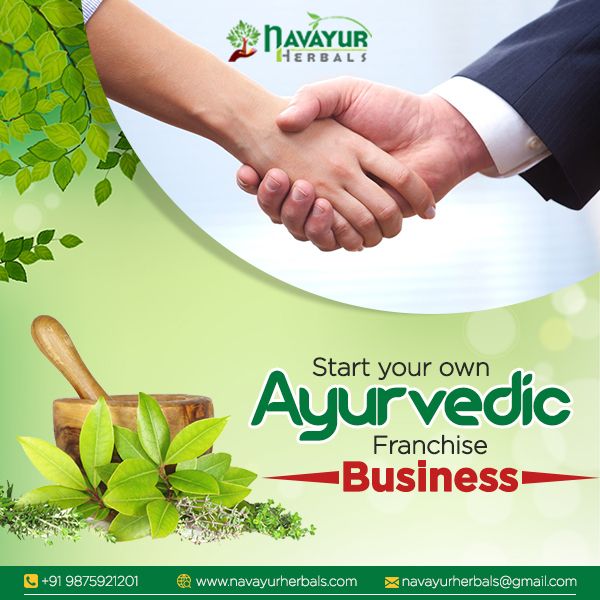 NAVAYUR
HERBALS
Start your own
Ayurvedic
Franchise
Business
+91 9875921201 www.navayurherbals.com navayurherbals@gmail.com